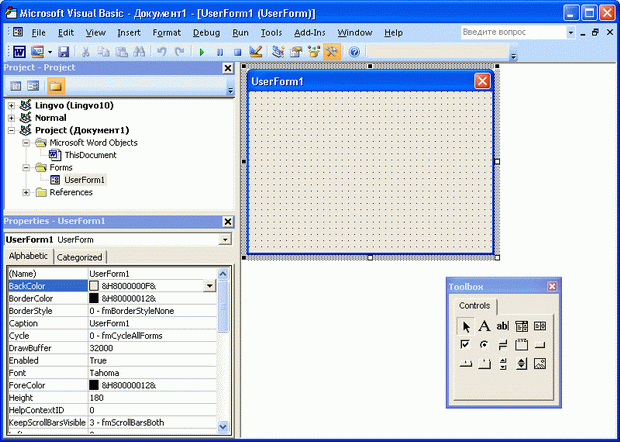 Microsoft Visual Basic - Документ1 - [UserForm1 (UserForm)]
File Edit View Insert Format Debug Run Tools Add-Ins Window Help Введите вопрос
Project - Project
Lingvo (Lingvo10)
Normal
Project (Документ1)
Microsoft Word Objects
ThisDocument
Forms
UserForm1
References
Properties - UserForm1
UserForm1 UserForm
Alphabetic Categorized
(Name) UserForm1
BackColor &H8000000F&
BorderColor &H80000012&
BorderStyle 0 - fmBorderStyleNone
Caption UserForm1
Cycle 0 - fmCycleAllForms
DrawBuffer 32000
Enabled True
Font Tahoma
ForeColor &H80000012&
Height 180
HelpContextID 0
KeepScrollBarsVisible 3 - fmScrollBarsBoth
UserForm1
Toolbox
Controls
A ab|